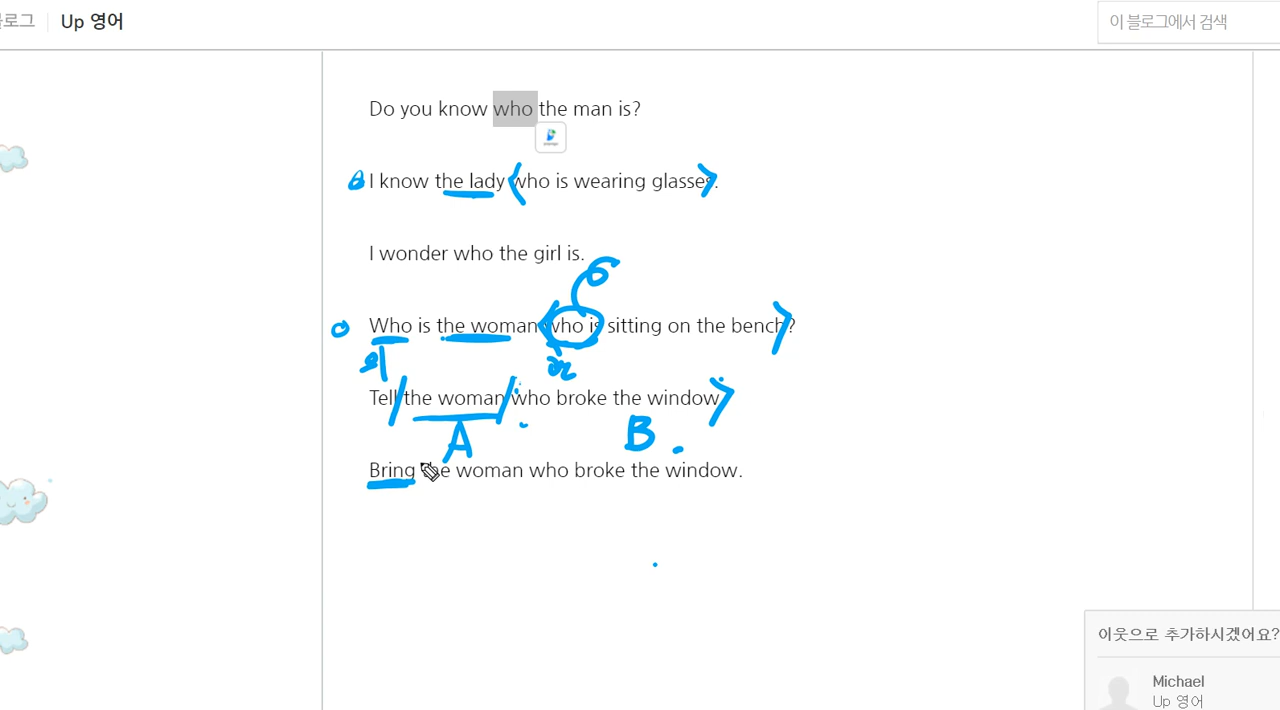 블로그 Up 영어 이 블로그에서 검색
Do you know who the man is?
I know the lady who is wearing glasses.
I wonder who the girl is.
Who is the woman who is sitting on the bench?
의
Tell the woman who broke the window.
A B
Bring the woman who broke the window.
이웃으로 추가하시겠어요?
Michael
Up 영어